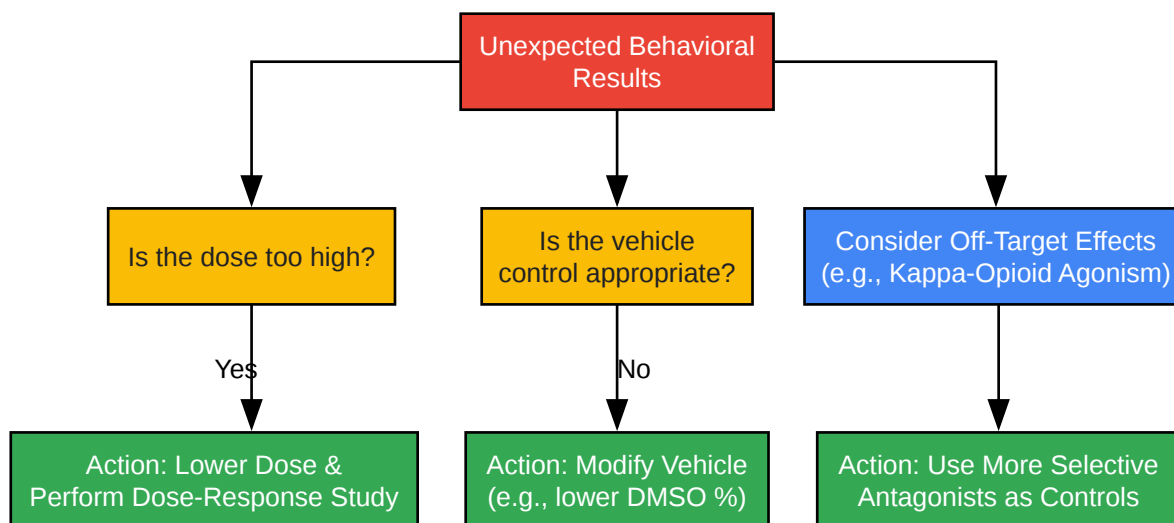 Unexpected Behavioral
Results
Is the dose too high?
Is the vehicle
control appropriate?
Consider Off-Target Effects
(e.g., Kappa-Opioid Agonism)
Yes
No
Action: Lower Dose &
Perform Dose-Response Study
Action: Modify Vehicle
(e.g., lower DMSO %)
Action: Use More Selective
Antagonists as Controls